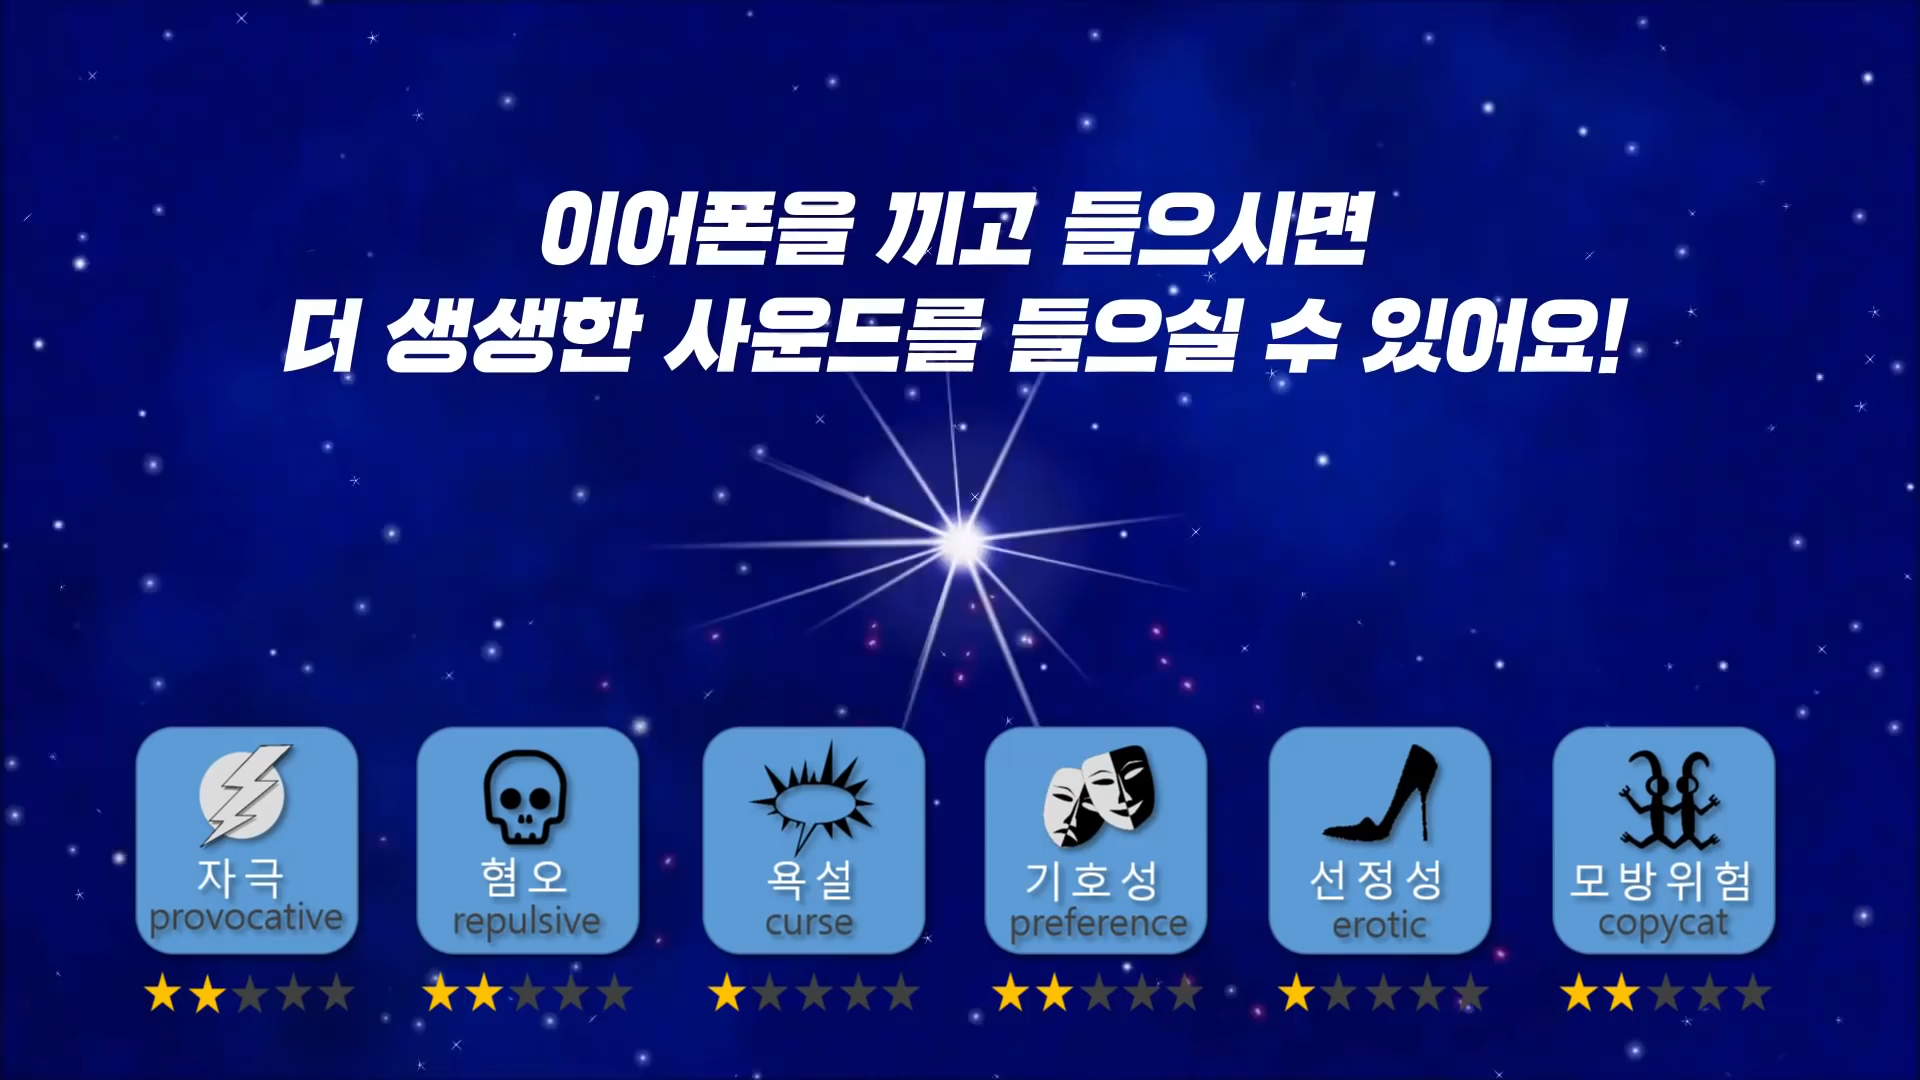 이어폰을 끼고 들으시면
더 생생한 사운드를 들으실 수 있어요!
자극
provocative
혐오
repulsive
욕설
curse
기호성
preference
선정성
erotic
모방위험
copycat